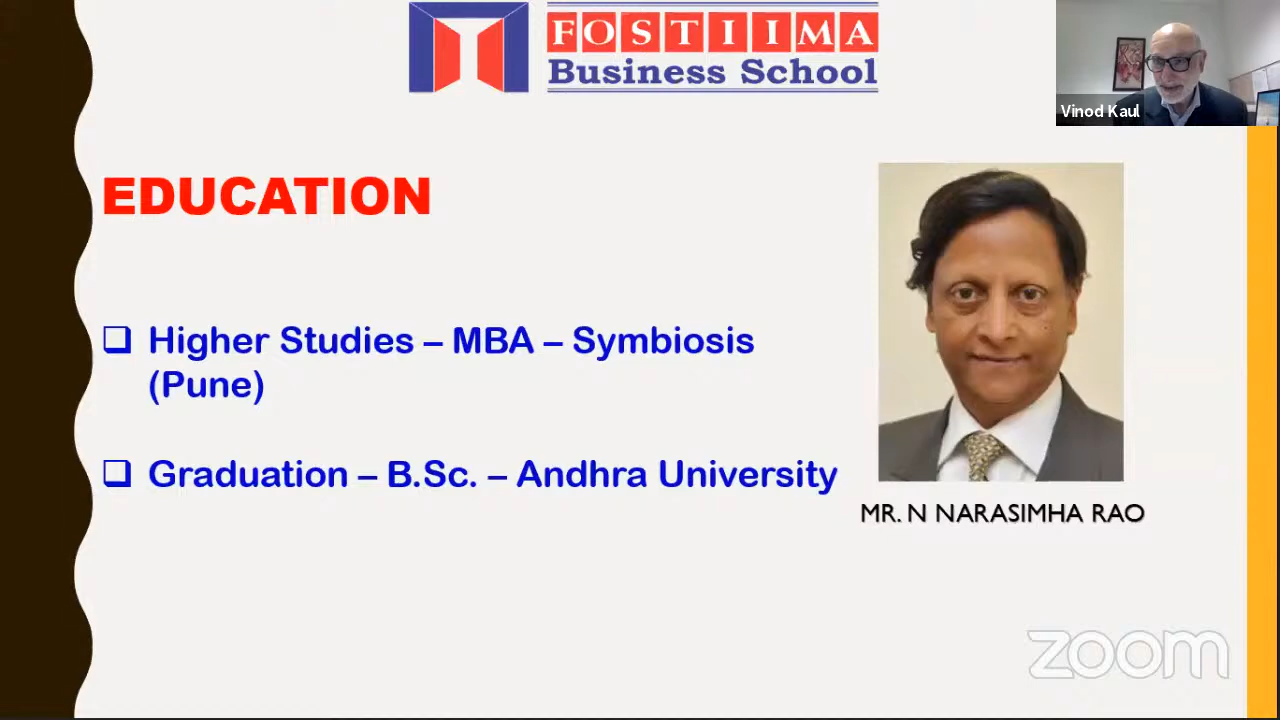 FOSTIIMA
Business School
Vinod Kaul
EDUCATION
Higher Studies – MBA – Symbiosis
(Pune)
Graduation – B.Sc. – Andhra University
MR. N NARASIMHA RAO
zoom